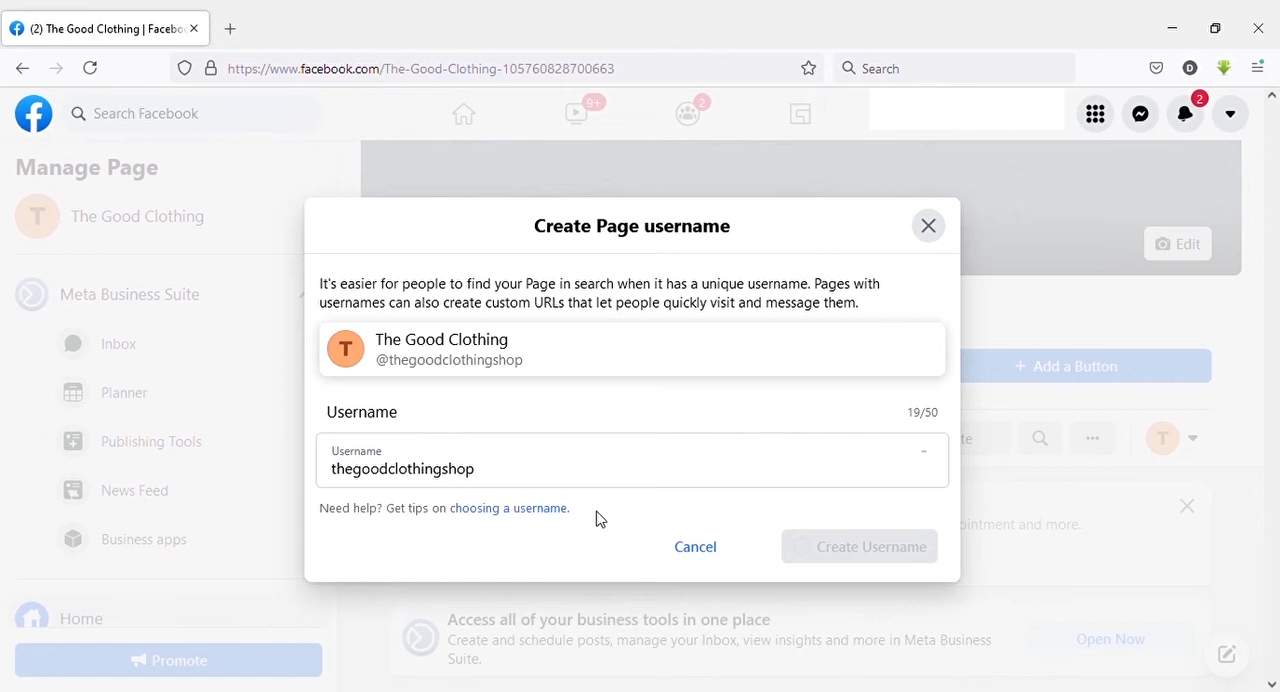 (2) The Good Clothing | Facebo
https://www.facebook.com/The-Good-Clothing-105760828700663
Search
D
Search Facebook
9+
2
2
Manage Page
T
The Good Clothing
Meta Business Suite
Inbox
Planner
Publishing Tools
News Feed
Business apps
Home
Promote
Edit
+ Add a Button
T
Create Page username
It's easier for people to find your Page in search when it has a unique username. Pages with
usernames can also create custom URLs that let people quickly visit and message them.
T
The Good Clothing
@thegoodclothingshop
Username
19/50
Username
thegoodclothingshop
Need help? Get tips on choosing a username.
Cancel
Create Username
Access all of your business tools in one place
Create and schedule posts, manage your Inbox, view insights and more in Meta Business
Suite.
Open Now